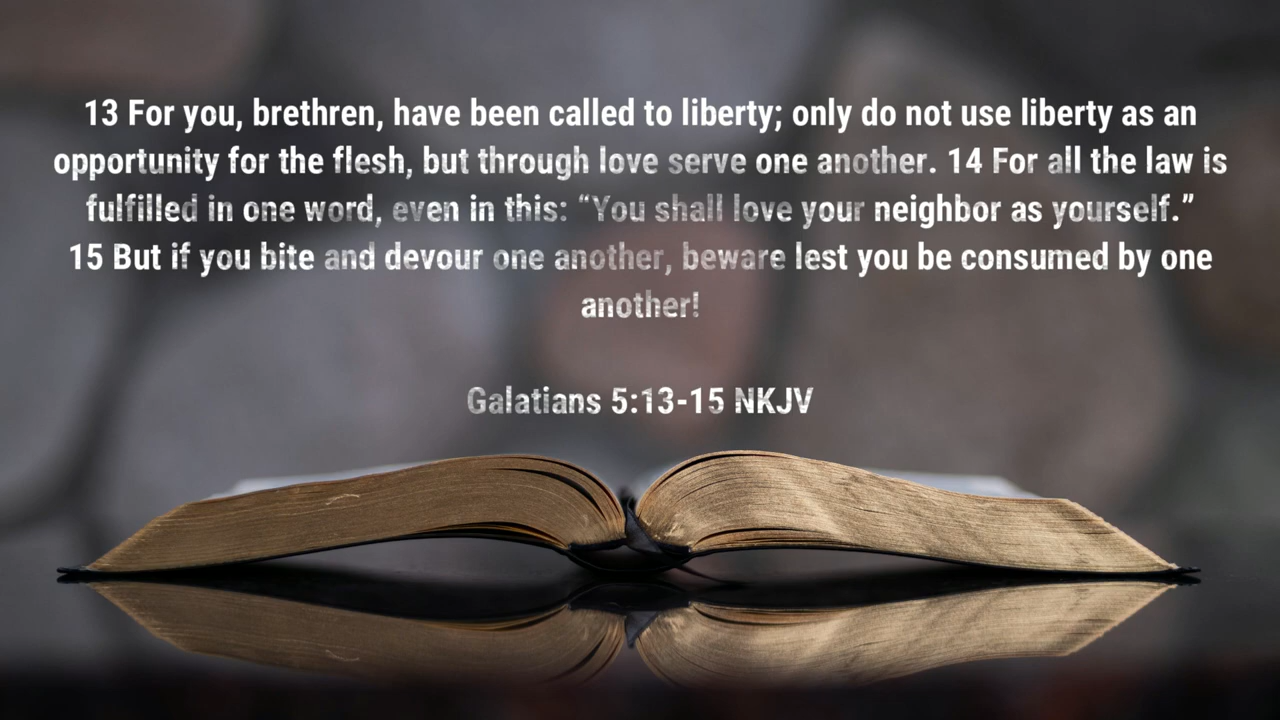 13 For you, brethren, have been called to liberty; only do not use liberty as an
opportunity for the flesh, but through love serve one another. 14 For all the law is
fulfilled in one word, even in this: “You shall love your neighbor as yourself.”
15 But if you bite and devour one another, beware lest you be consumed by one
another!
Galatians 5:13-15 NKJV